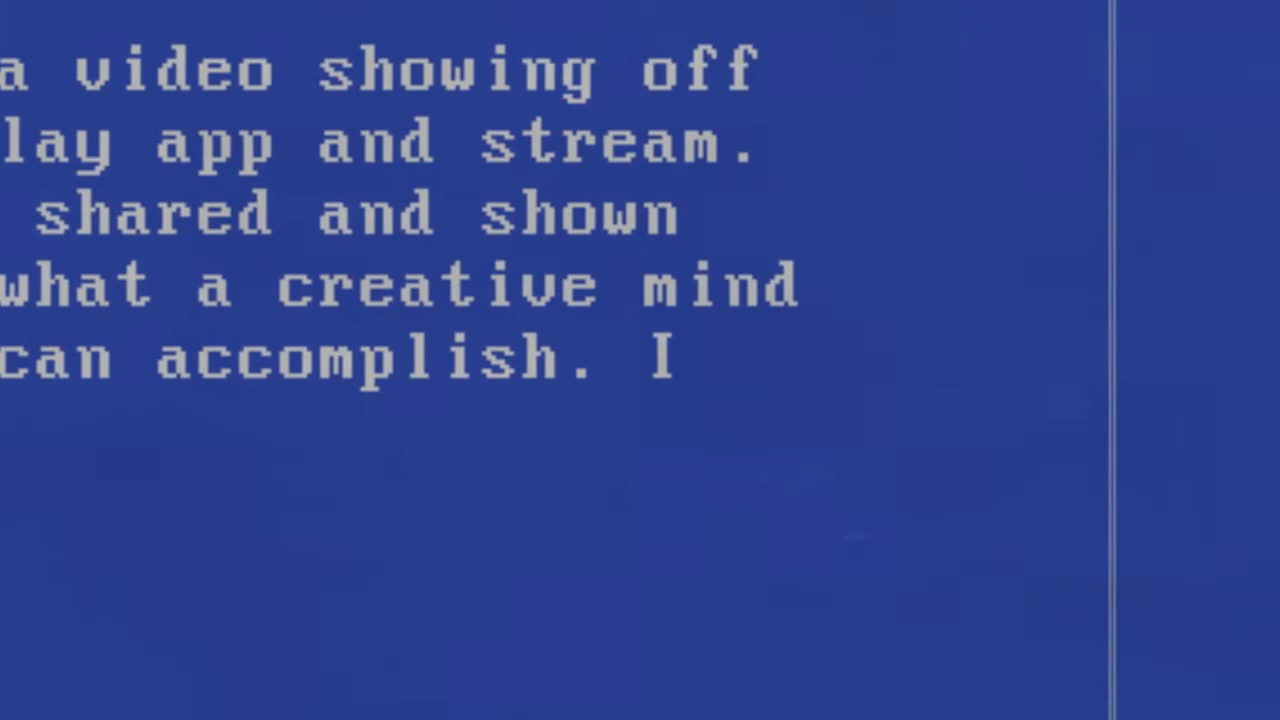 a video showing off
lay app and stream.
shared and shown
what a creative mind
can accomplish. I